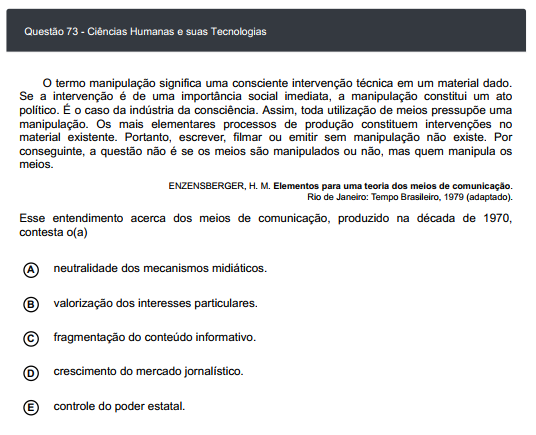 Questão 73 - Ciências Humanas e suas Tecnologias
O termo manipulação significa uma consciente intervenção técnica em um material dado.
Se a intervenção é de uma importância social imediata, a manipulação constitui um ato
político. É o caso da indústria da consciência. Assim, toda utilização de meios pressupõe uma
manipulação. Os mais elementares processos de produção constituem intervenções no
material existente. Portanto, escrever, filmar ou emitir sem manipulação não existe. Por
conseguinte, a questão não é se os meios são manipulados ou não, mas quem manipula os
meios.
ENZENSBERGER, H. M. Elementos para uma teoria dos meios de comunicação.
Rio de Janeiro: Tempo Brasileiro, 1979 (adaptado).
Esse entendimento acerca dos meios de comunicação, produzido na década de 1970,
contesta o(a)
A neutralidade dos mecanismos midiáticos.
B valorização dos interesses particulares.
C fragmentação do conteúdo informativo.
D crescimento do mercado jornalístico.
E controle do poder estatal.